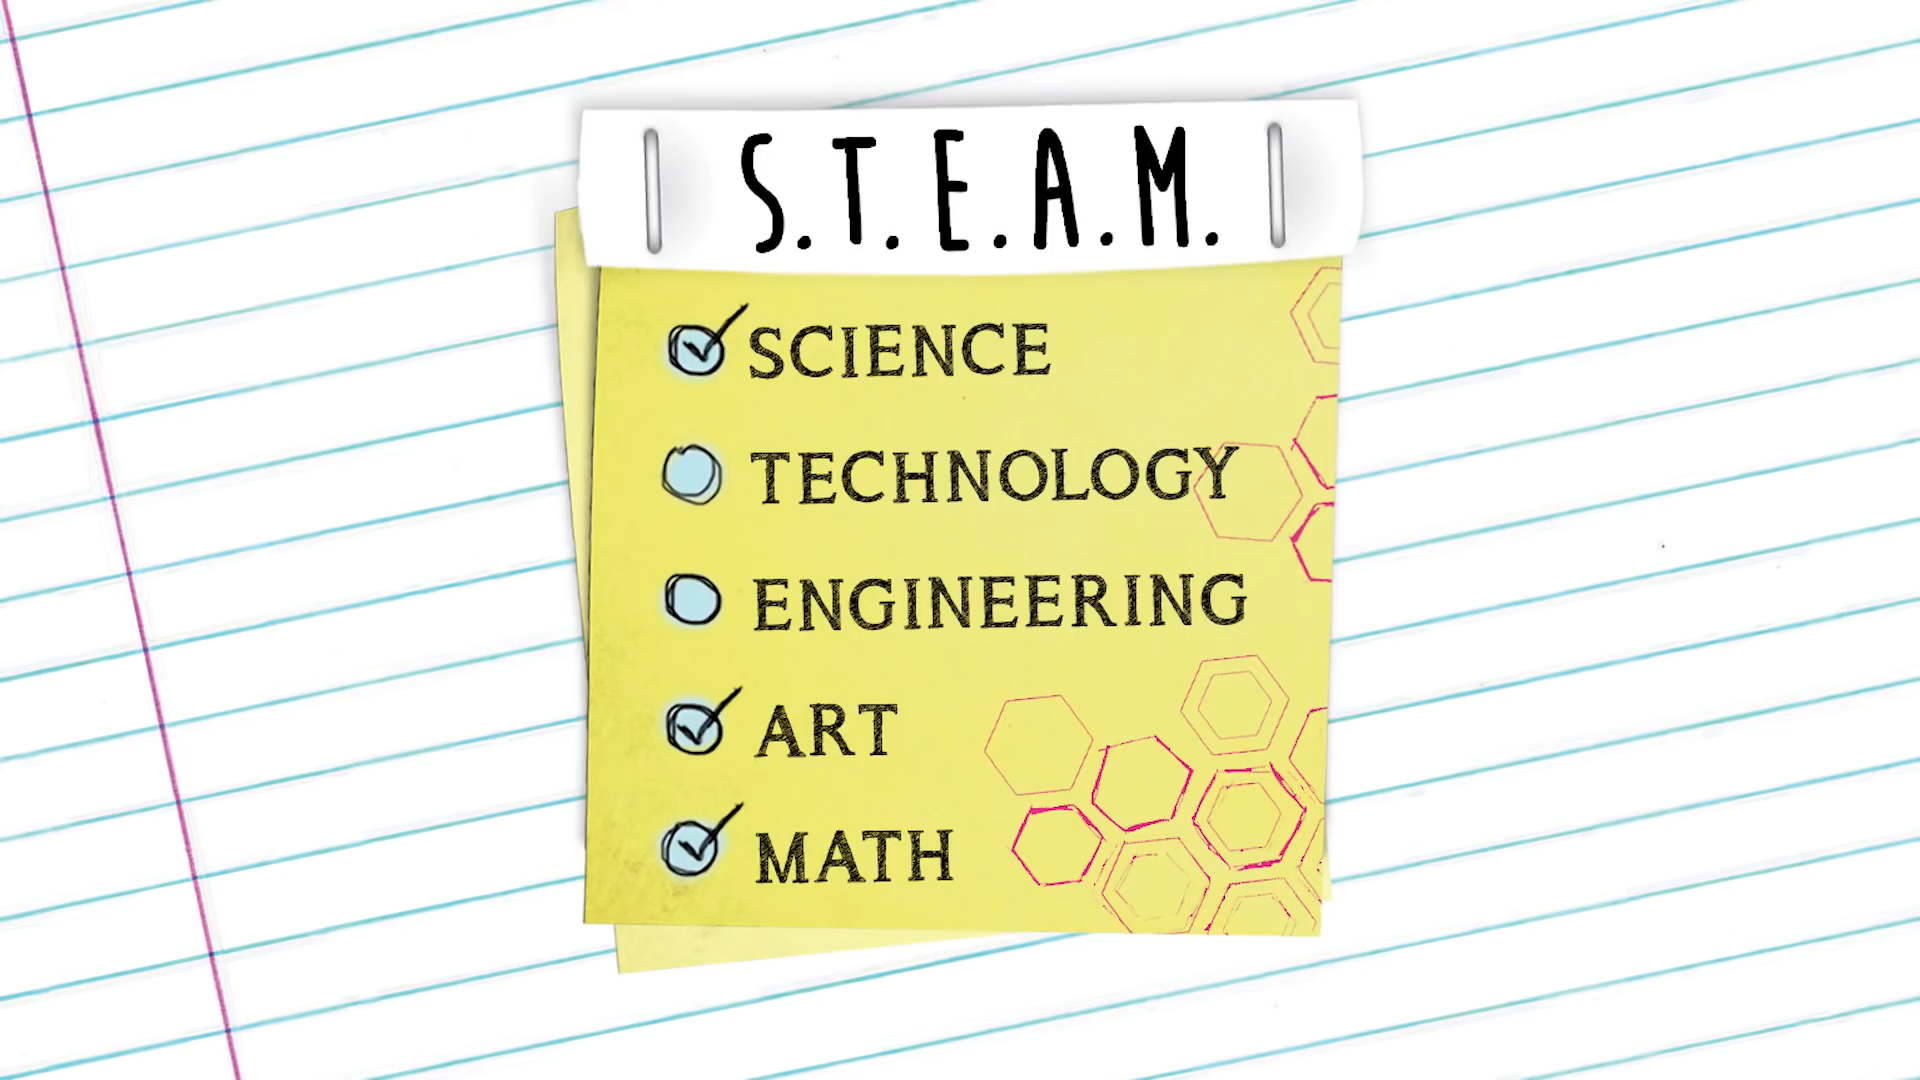 S.T.E.A.M.
SCIENCE
TECHNOLOGY
ENGINEERING
ART
MATH